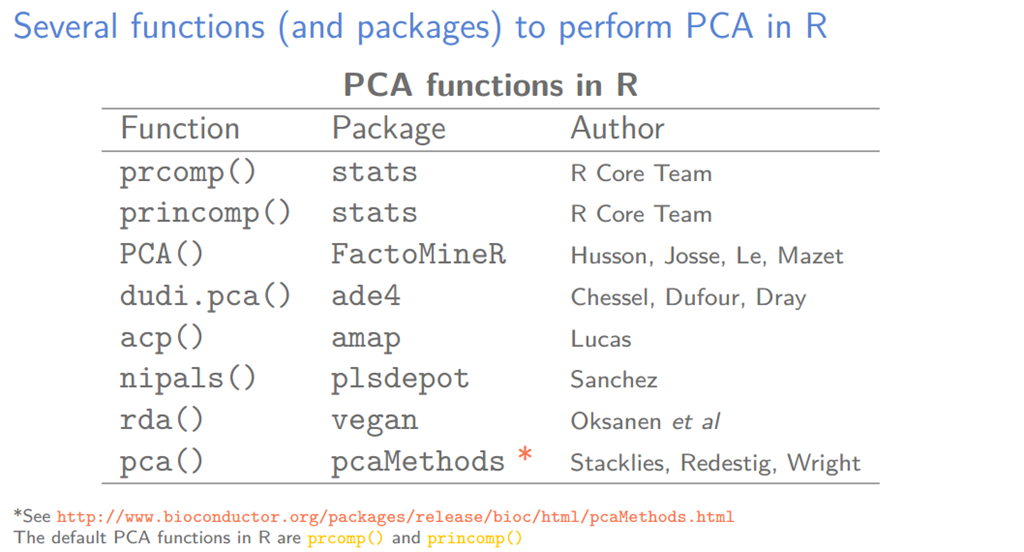 Several functions (and packages) to perform PCA in R
PCA functions in R
Function Package Author
prcomp() stats R Core Team
princomp() stats R Core Team
PCA() FactoMineR Husson, Josse, Le, Mazet
dudi.pca() ade4 Chessel, Dufour, Dray
acp() amap Lucas
nipals() plsdepot Sanchez
rda() vegan Oksanen et al
pca() pcaMethods * Stacklies, Redestig, Wright
*See http://www.bioconductor.org/packages/release/bioc/html/pcaMethods.html
The default PCA functions in R are prcomp() and princomp()